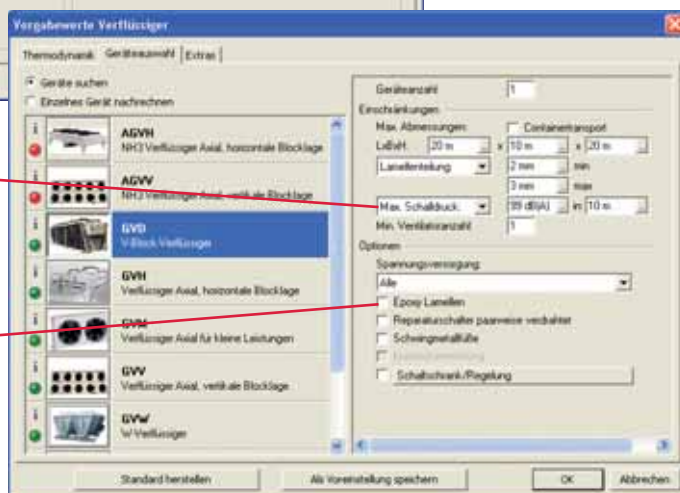 Vorgabewerte Verflüssiger
Thermodynamik Geräteauswahl Extras
Geräte suchen
Einzelnes Gerät nachrechnen
AGVH
NH3 Verflüssiger Axial, horizontale Blocklage
AGVV
NH3 Verflüssiger Axial, vertikale Blocklage
GVD
V-Block Verflüssiger
GVH
Verflüssiger Axial, horizontale Blocklage
GVM
Verflüssiger Axial für kleine Leistungen
GVV
Verflüssiger Axial, vertikale Blocklage
GVW
W-Verflüssiger
Geräteanzahl 1
Einschränkungen
Max. Abmessungen: Containertransport
LxBxH: 20 m x 10 m x 20 m
Lamellenteilung 2 mm min
3 mm max
Max. Schalldruck 99 dB(A) in 10 m
Min. Ventilatoranzahl 1
Optionen
Spannungsversorgung:
Alle
Epoxy Lamellen
Reparaturschalter paarweise verdrahtet
Schwingmetallfüße
Schaltschrank/Regelung
Standard herstellen Als Voreinstellung speichern OK Abbrechen